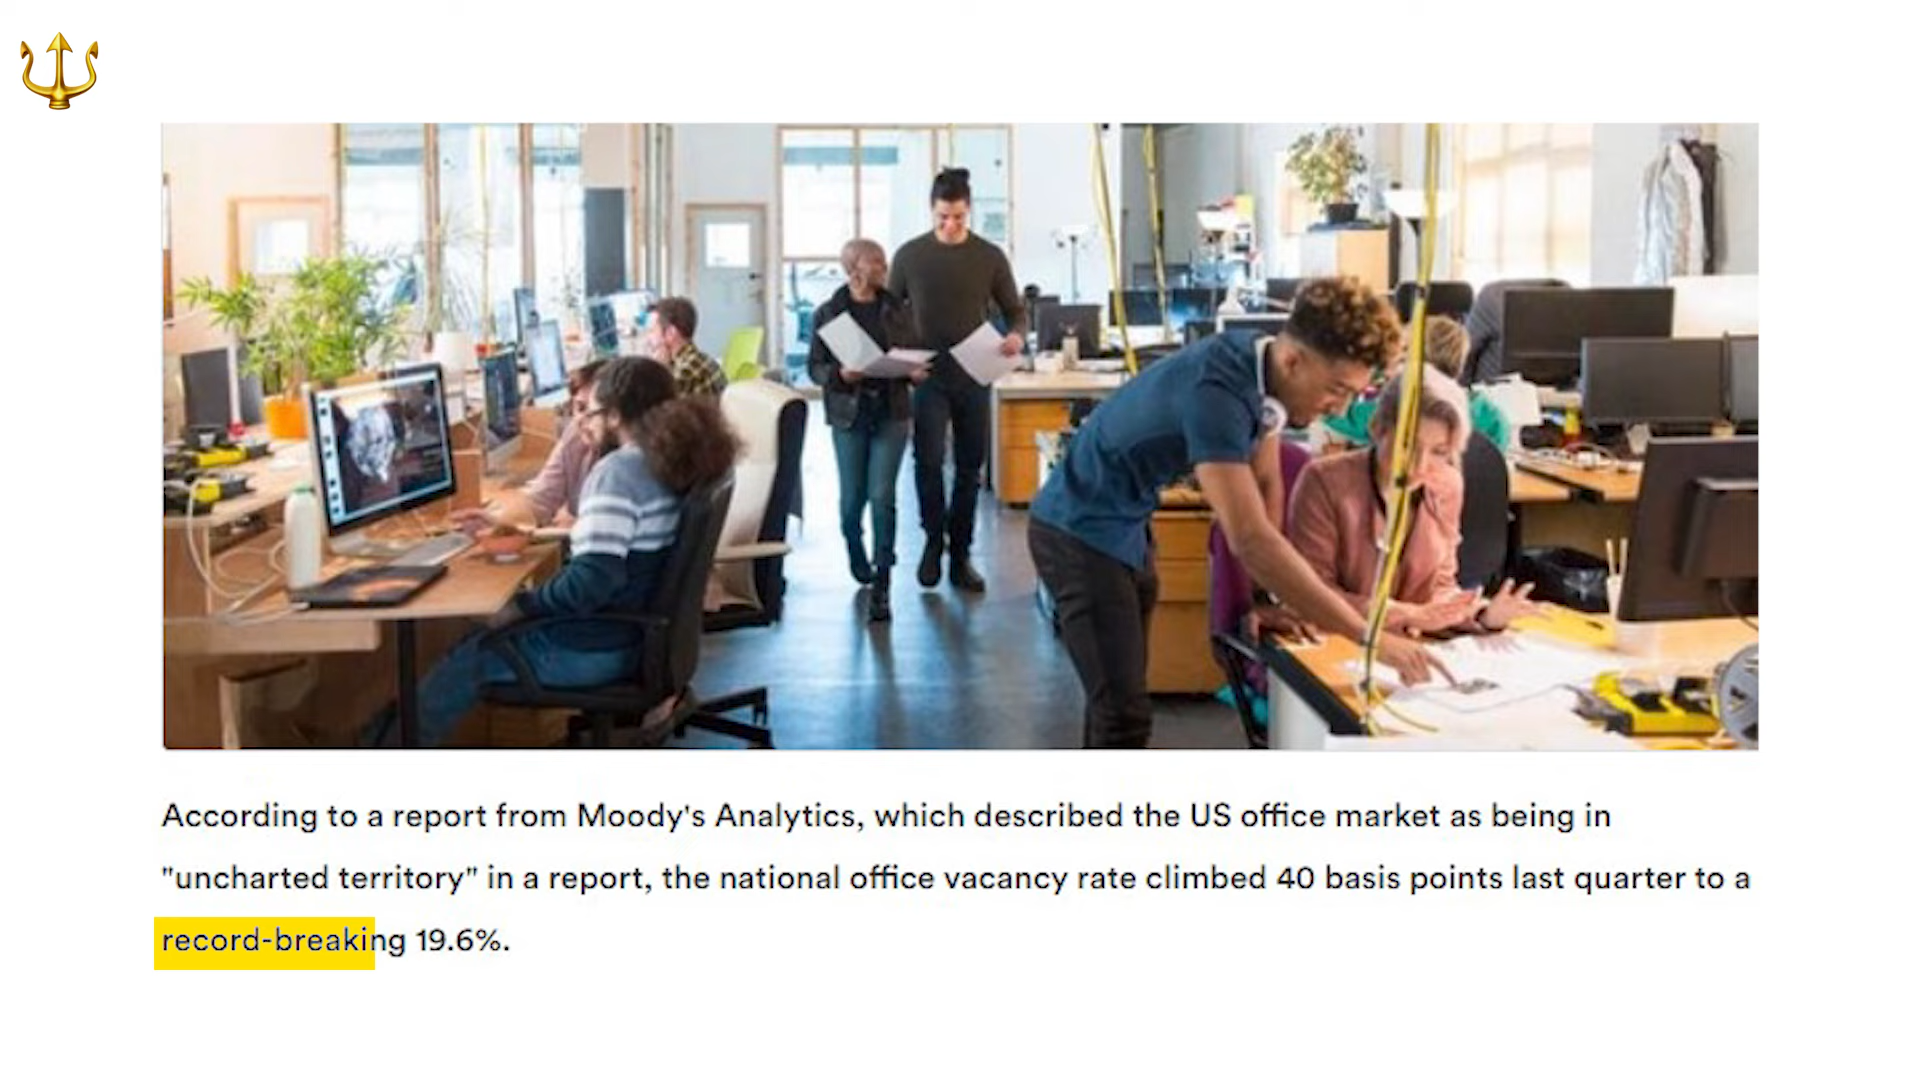 According to a report from Moody's Analytics, which described the US office market as being in
"uncharted territory" in a report, the national office vacancy rate climbed 40 basis points last quarter to a
record-breaking 19.6%.